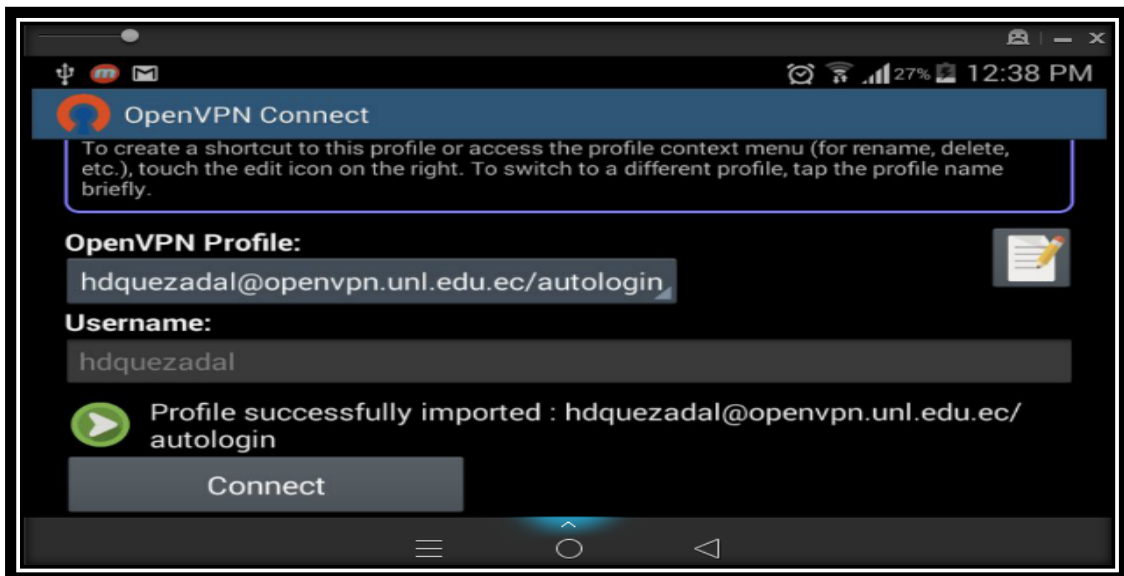 27% 12:38 PM
OpenVPN Connect
To create a shortcut to this profile or access the profile context menu (for rename, delete,
etc.), touch the edit icon on the right. To switch to a different profile, tap the profile name
briefly.
OpenVPN Profile:
hdquezadal@openvpn.unl.edu.ec/autologin
Username:
hdquezadal
Profile successfully imported : hdquezadal@openvpn.unl.edu.ec/
autologin
Connect